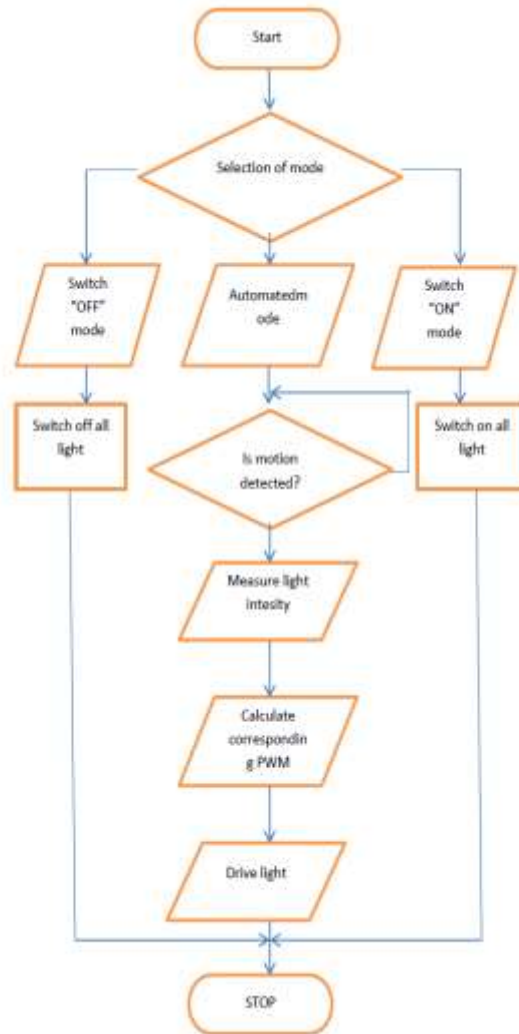 Start
Selection of mode
Switch
"OFF"
mode
Automatedm
ode
Switch
"ON"
mode
Switch off all
light
Is motion
detected?
Switch on all
light
Measure light
intesity
Calculate
correspondin
g PWM
Drive light
STOP